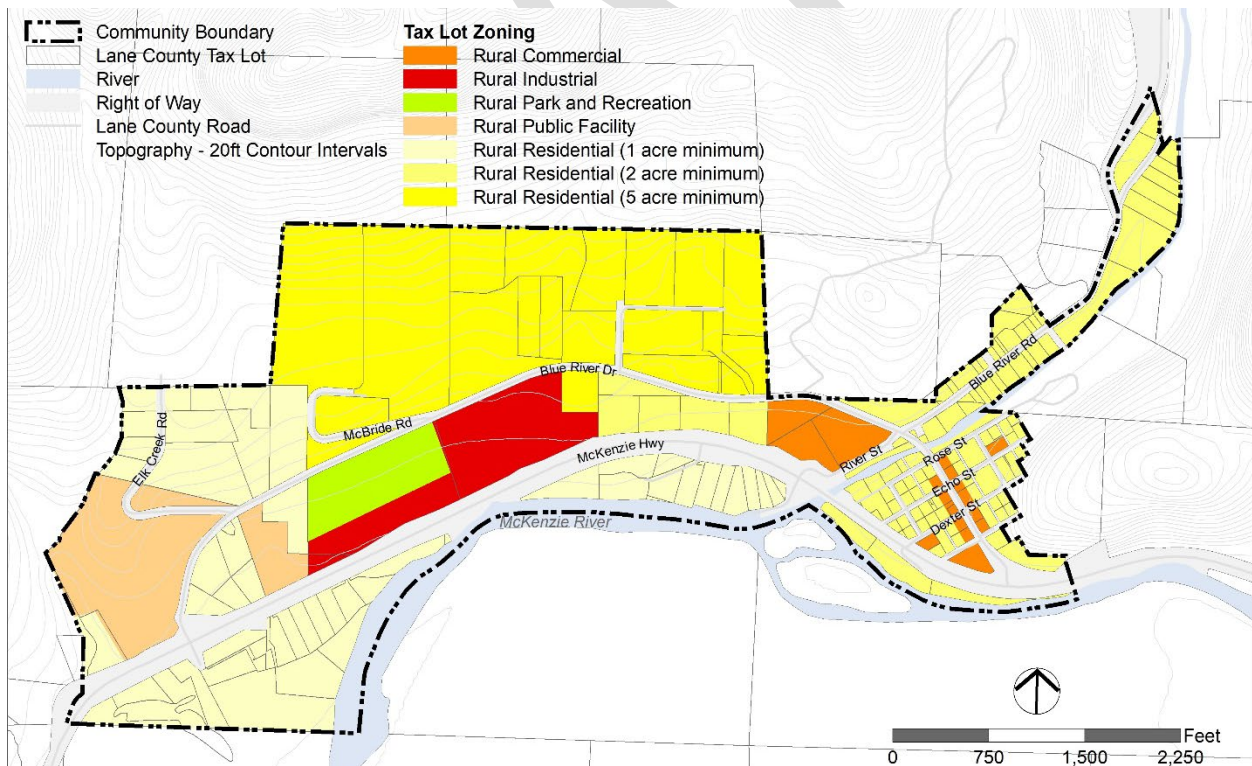 Community Boundary
Lane County Tax Lot
River
Right of Way
Lane County Road
Topography - 20ft Contour Intervals
Tax Lot Zoning
Rural Commercial
Rural Industrial
Rural Park and Recreation
Rural Public Facility
Rural Residential (1 acre minimum)
Rural Residential (2 acre minimum)
Rural Residential (5 acre minimum)
Blue River Rd
Blue River Dr
McBride Rd
Elk Creek Rd
McKenzie Hwy
River St
Rose St
Echo St
Dexter St
McKenzie River
Feet
0 750 1,500 2,250